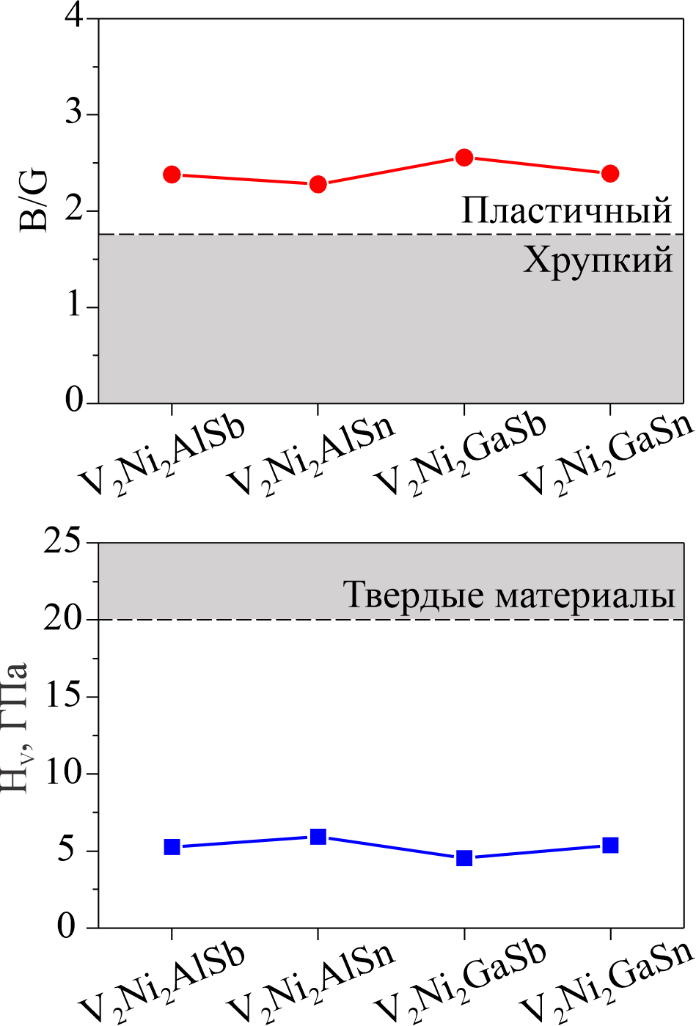 4
3
2
1
0
B/G
Пластичный
Хрупкий
V₂Ni₂AlSb
V₂Ni₂AlSn
V₂Ni₂GaSb
V₂Ni₂GaSn
25
20
15
10
5
0
H_V, ГПа
Твердые материалы
V₂Ni₂AlSb
V₂Ni₂AlSn
V₂Ni₂GaSb
V₂Ni₂GaSn